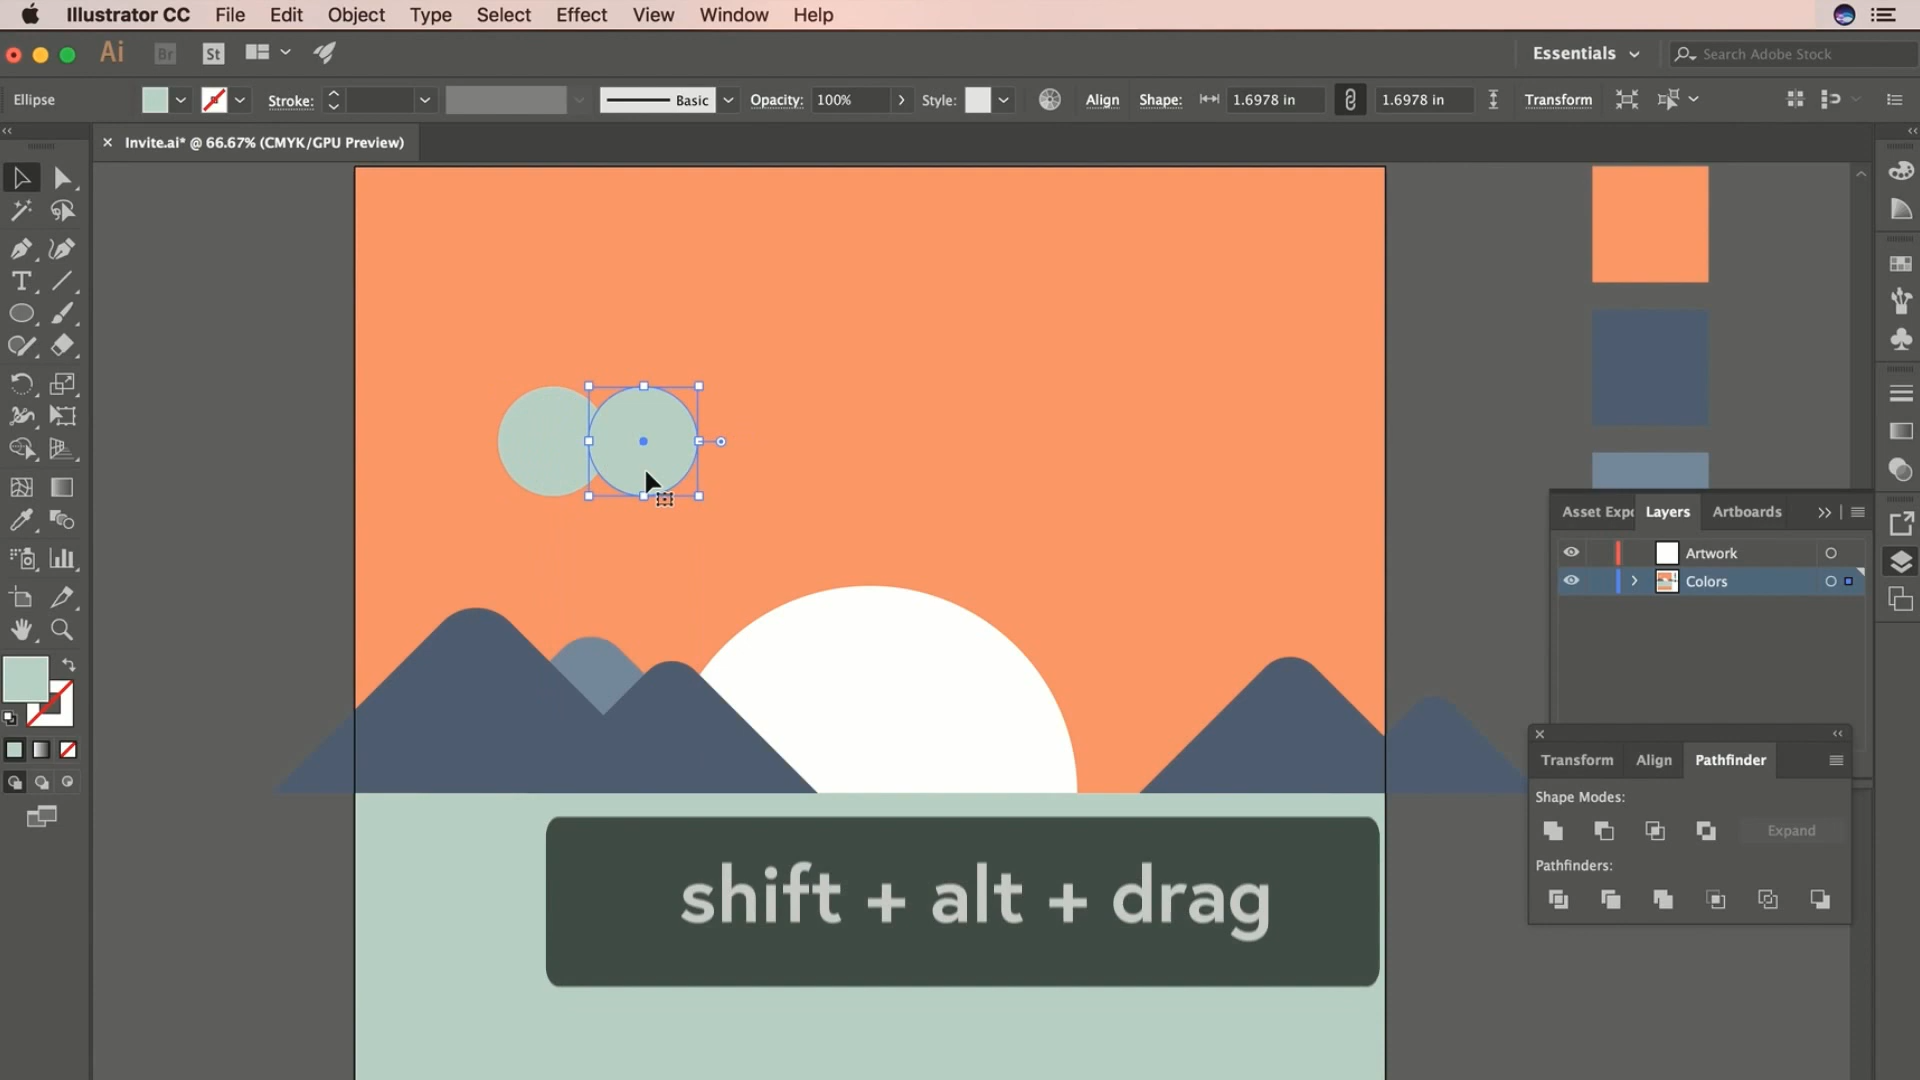 Illustrator CC File Edit Object Type Select Effect View Window Help
Ai Br St Essentials Search Adobe Stock
Ellipse Stroke: Basic Opacity: 100% Style: Align Shape: 1.6978 in 1.6978 in Transform
Invite.ai* @ 66.67% (CMYK/GPU Preview)
T
Asset Expo Layers Artboards
Artwork
Colors
Transform Align Pathfinder
Shape Modes:
Expand
Pathfinders:
shift + alt + drag